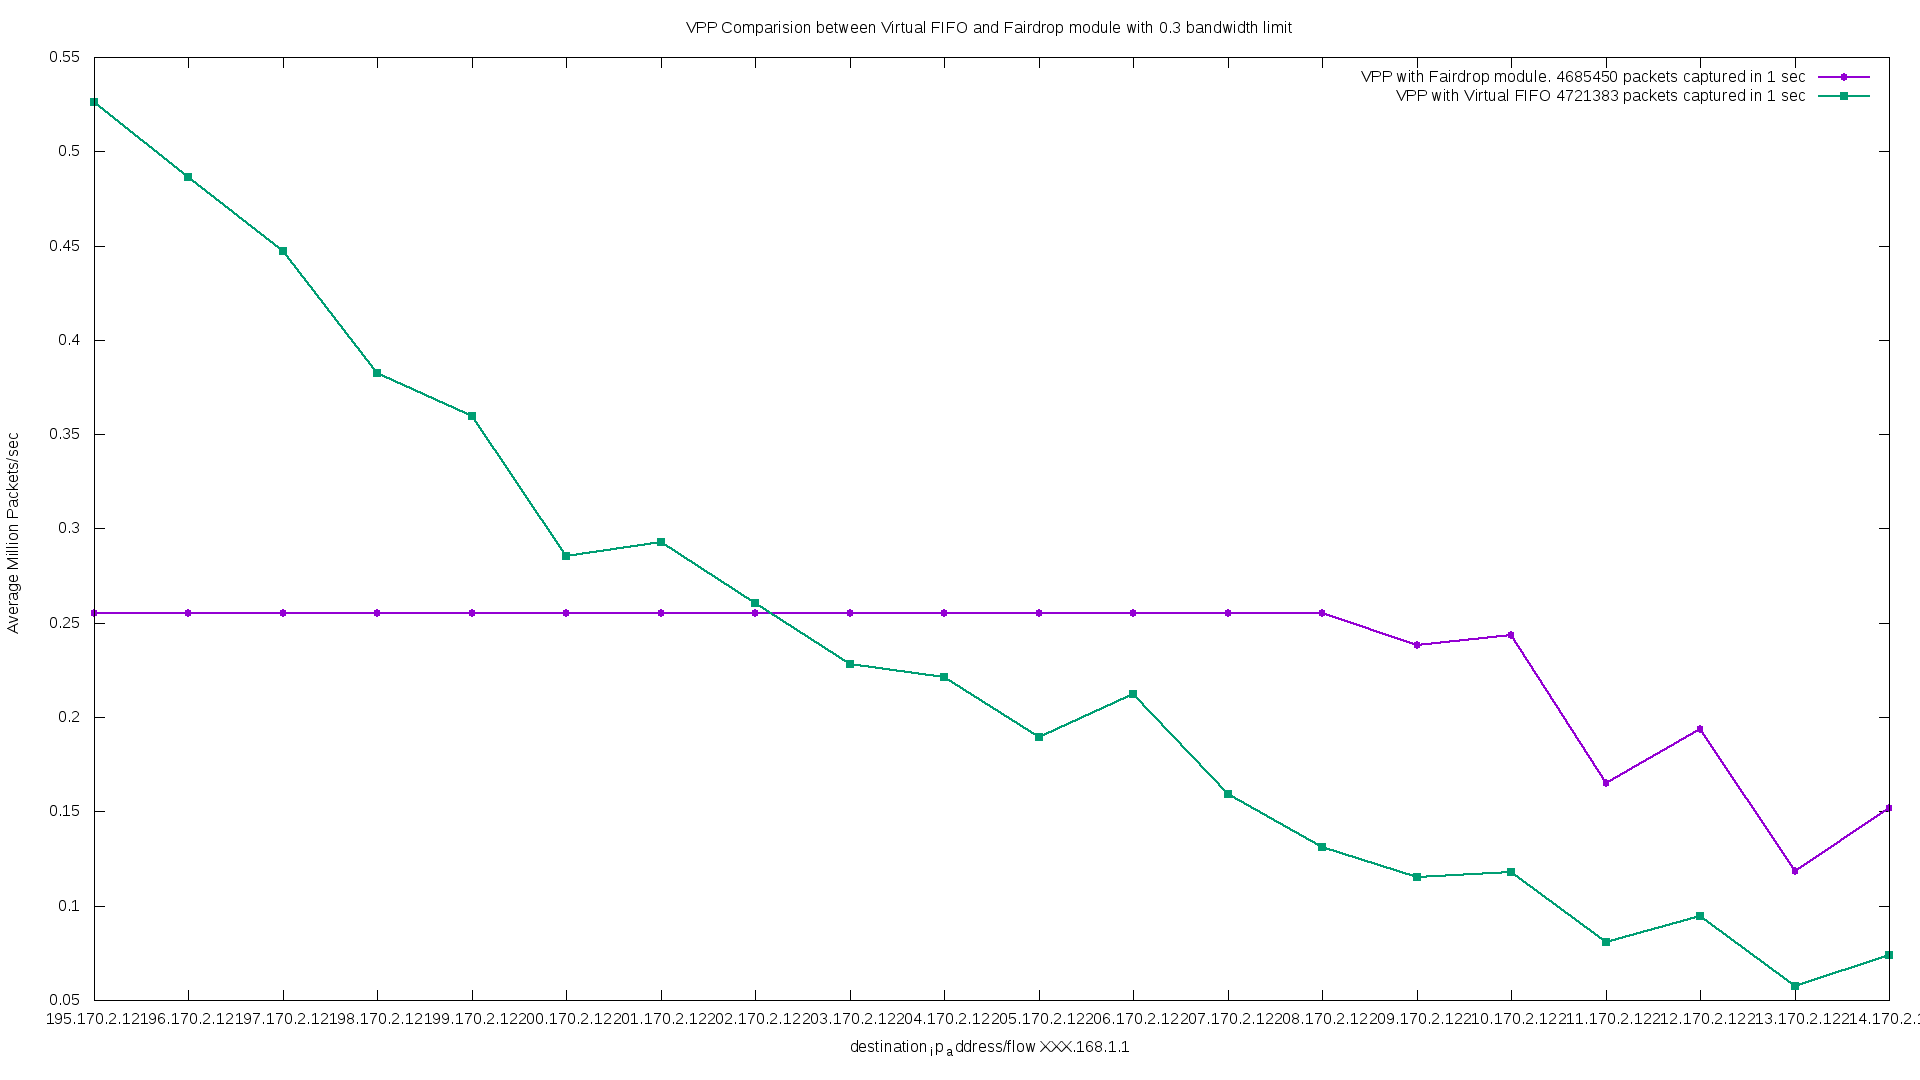 VPP Comparision between Virtual FIFO and Fairdrop module with 0.3 bandwidth limit
VPP with Fairdrop module. 4685450 packets captured in 1 sec
VPP with Virtual FIFO 4721383 packets captured in 1 sec
0.55
0.5
0.45
0.4
0.35
0.3
0.25
0.2
0.15
0.1
0.05
Average Million Packets/sec
195.170.2.12196.170.2.12197.170.2.12198.170.2.12199.170.2.12200.170.2.12201.170.2.12202.170.2.12203.170.2.12204.170.2.12205.170.2.12206.170.2.12207.170.2.12208.170.2.12209.170.2.12210.170.2.12211.170.2.12212.170.2.12213.170.2.12214.170.2.1
destination_ip_address/flow XXX.168.1.1